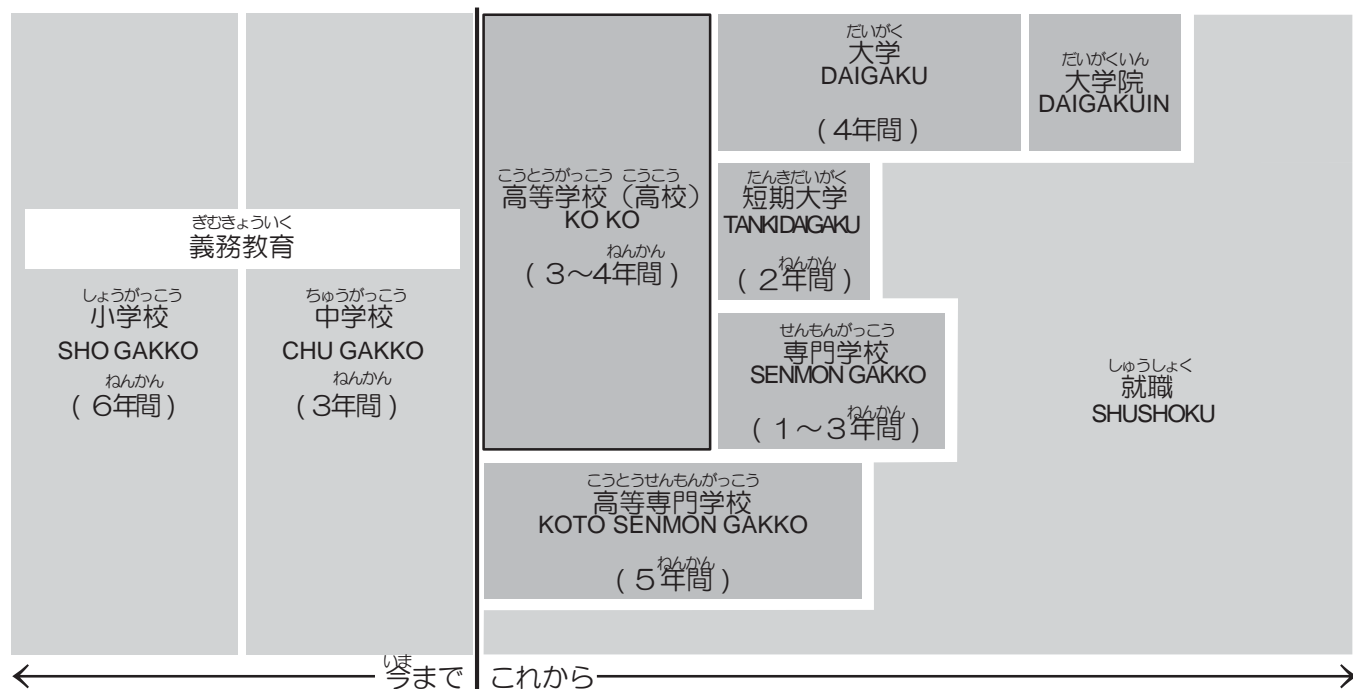 ぎむきょういく
義務教育
しょうがっこう
小学校
SHO GAKKO
ねんかん
( 6年間 )
ちゅうがっこう
中学校
CHU GAKKO
ねんかん
( 3年間 )
こうとうがっこう こうこう
高等学校（高校）
KO KO
ねんかん
( 3～4年間 )
だいがく
大学
DAIGAKU
( 4年間 )
だいがくいん
大学院
DAIGAKUIN
たんきだいがく
短期大学
TANKI DAIGAKU
ねんかん
( 2年間 )
せんもんがっこう
専門学校
SENMON GAKKO
ねんかん
( 1～3年間 )
こうとうせんもんがっこう
高等専門学校
KOTO SENMON GAKKO
ねんかん
( 5年間 )
しゅうしょく
就職
SHUSHOKU
いま
今まで
これから